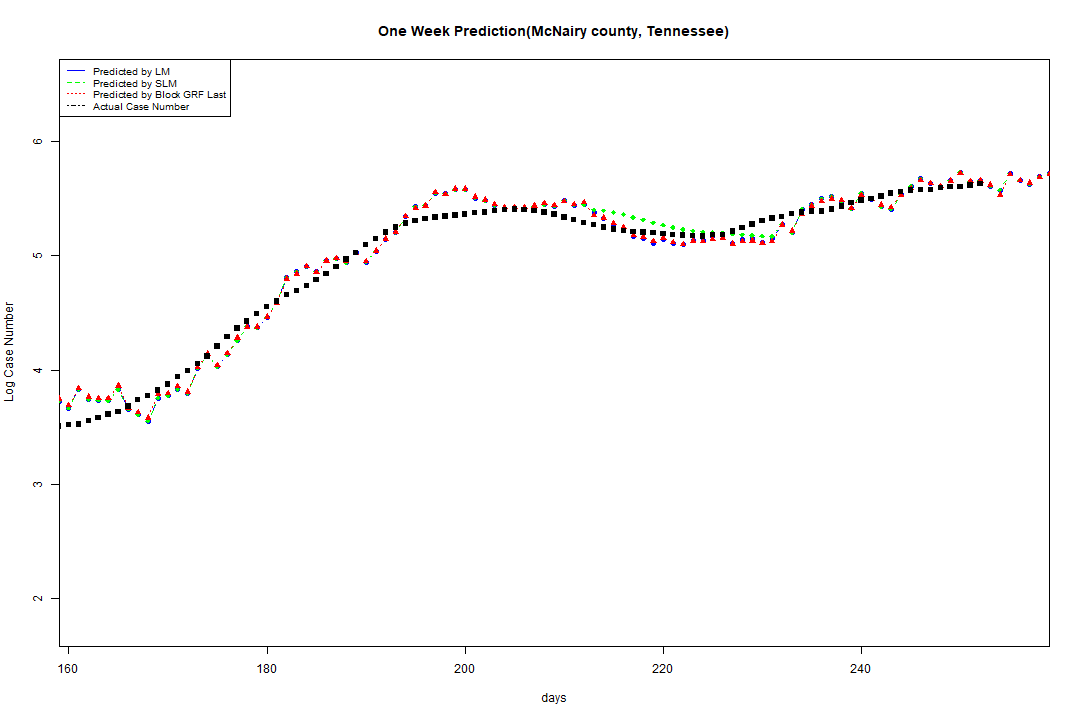 One Week Prediction(McNairy county, Tennessee)
Predicted by LM
Predicted by SLM
Predicted by Block GRF Last
Actual Case Number
6
5
4
3
2
Log Case Number
160 180 200 220 240
days